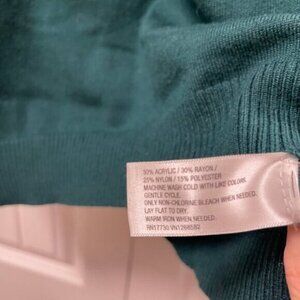 30% ACRYLIC / 30% RAYON /
25% NYLON / 15% POLYESTER
MACHINE WASH COLD WITH LIKE COLORS.
GENTLE CYCLE.
ONLY NON-CHLORINE BLEACH WHEN NEEDED.
LAY FLAT TO DRY.
WARM IRON WHEN NEEDED.
RN17730